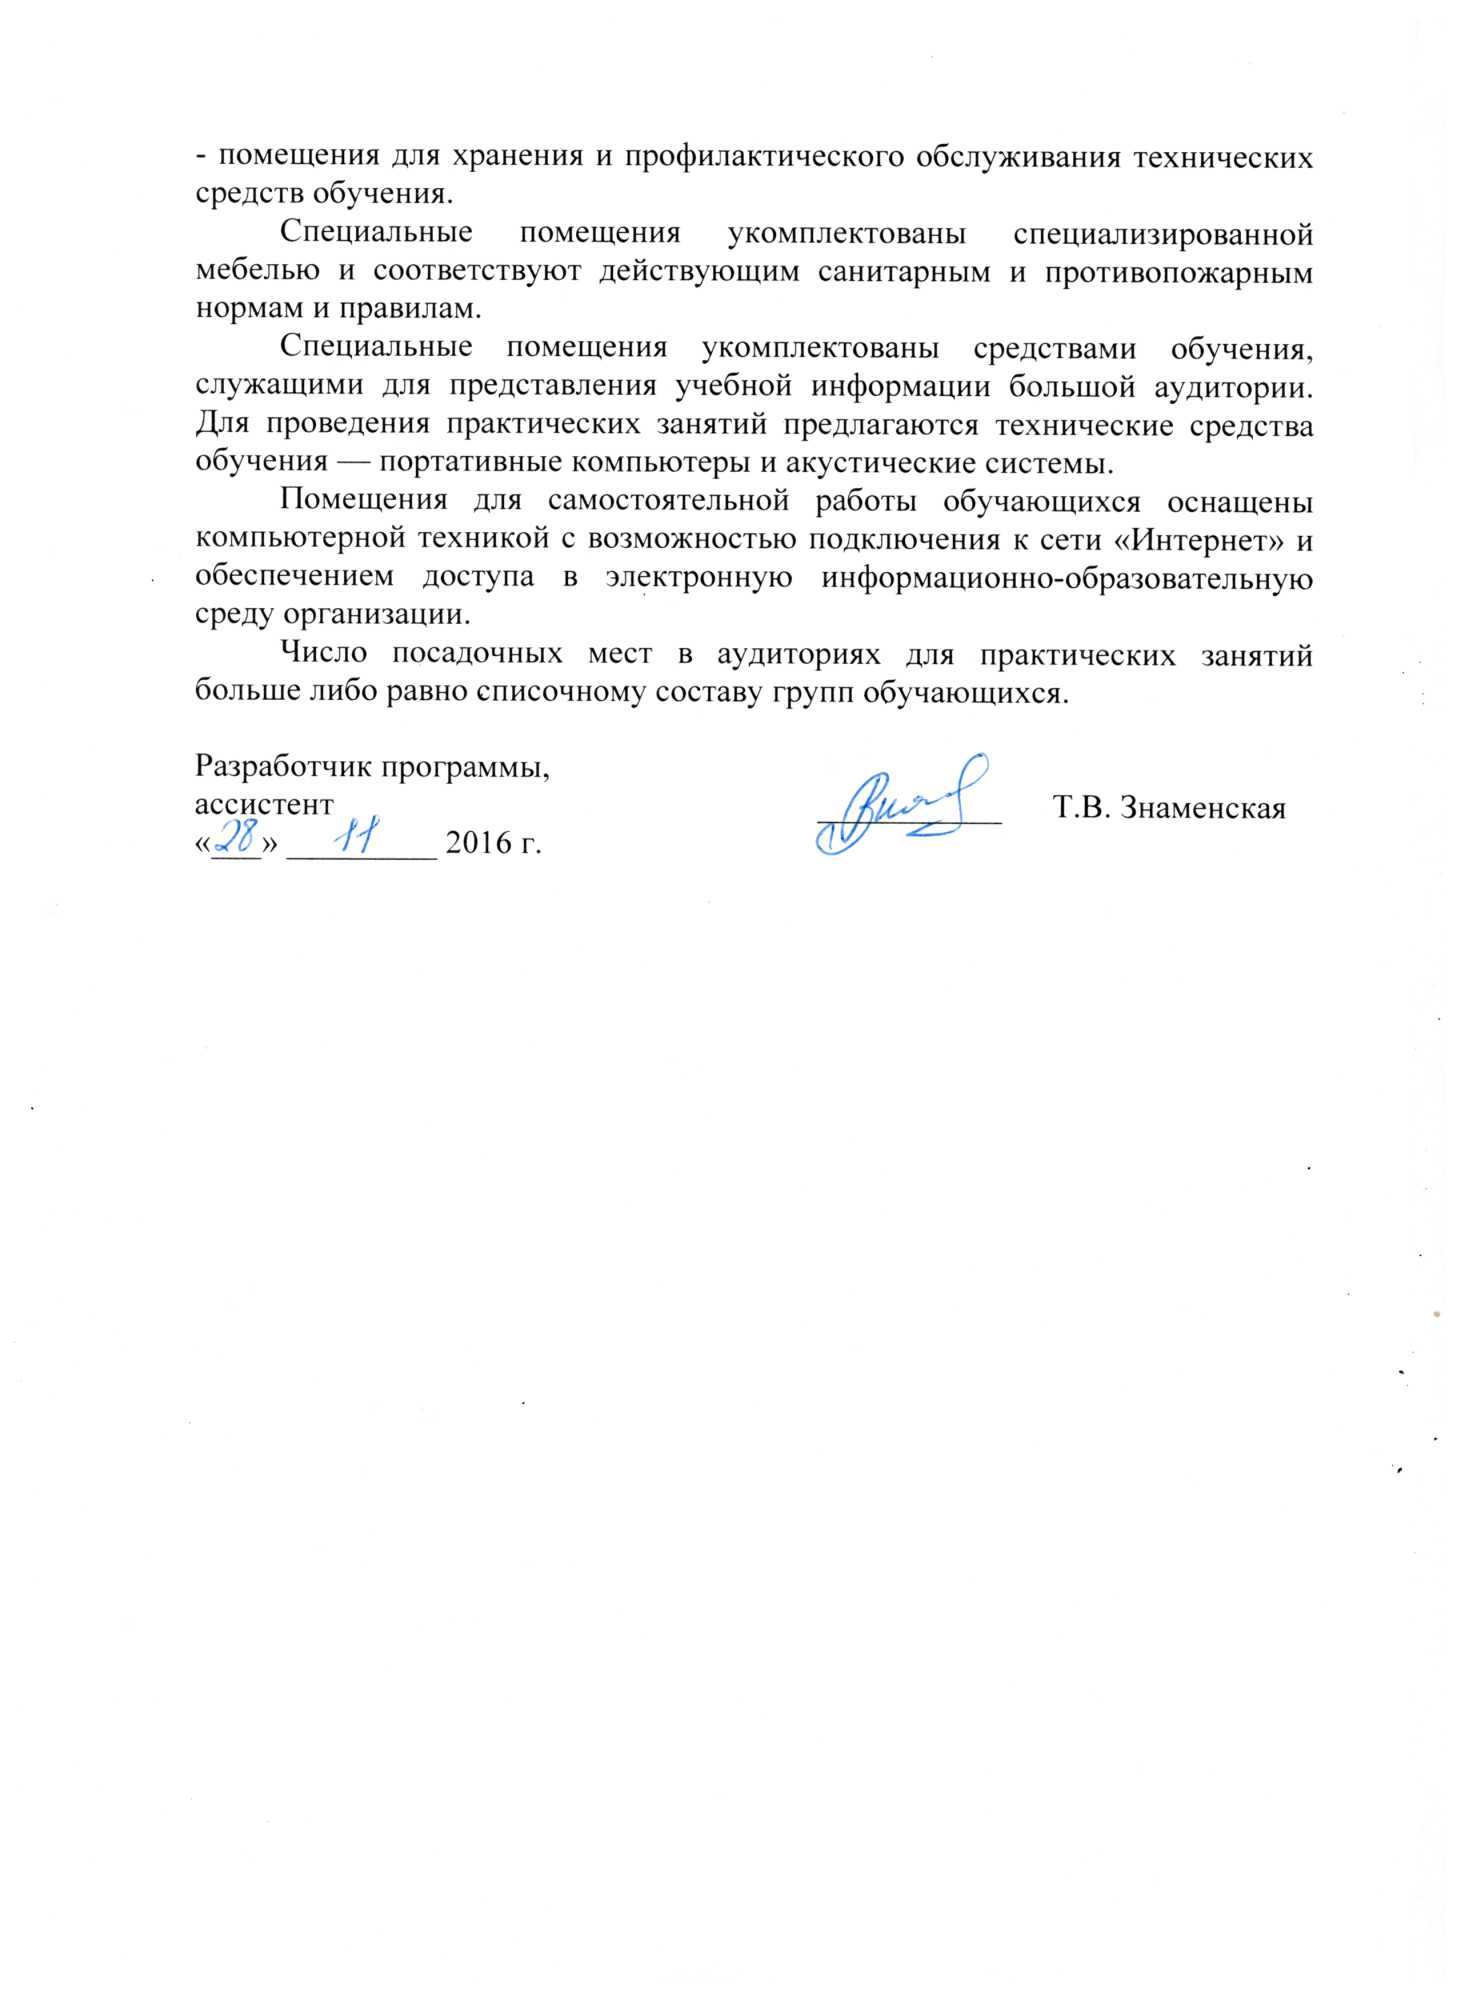 - помещения для хранения и профилактического обслуживания технических
средств обучения.
Специальные помещения укомплектованы специализированной
мебелью и соответствуют действующим санитарным и противопожарным
нормам и правилам.
Специальные помещения укомплектованы средствами обучения,
служащими для представления учебной информации большой аудитории.
Для проведения практических занятий предлагаются технические средства
обучения — портативные компьютеры и акустические системы.
Помещения для самостоятельной работы обучающихся оснащены
компьютерной техникой с возможностью подключения к сети «Интернет» и
обеспечением доступа в электронную информационно-образовательную
среду организации.
Число посадочных мест в аудиториях для практических занятий
больше либо равно списочному составу групп обучающихся.
Разработчик программы,
ассистент Т.В. Знаменская
«28» 11 2016 г.